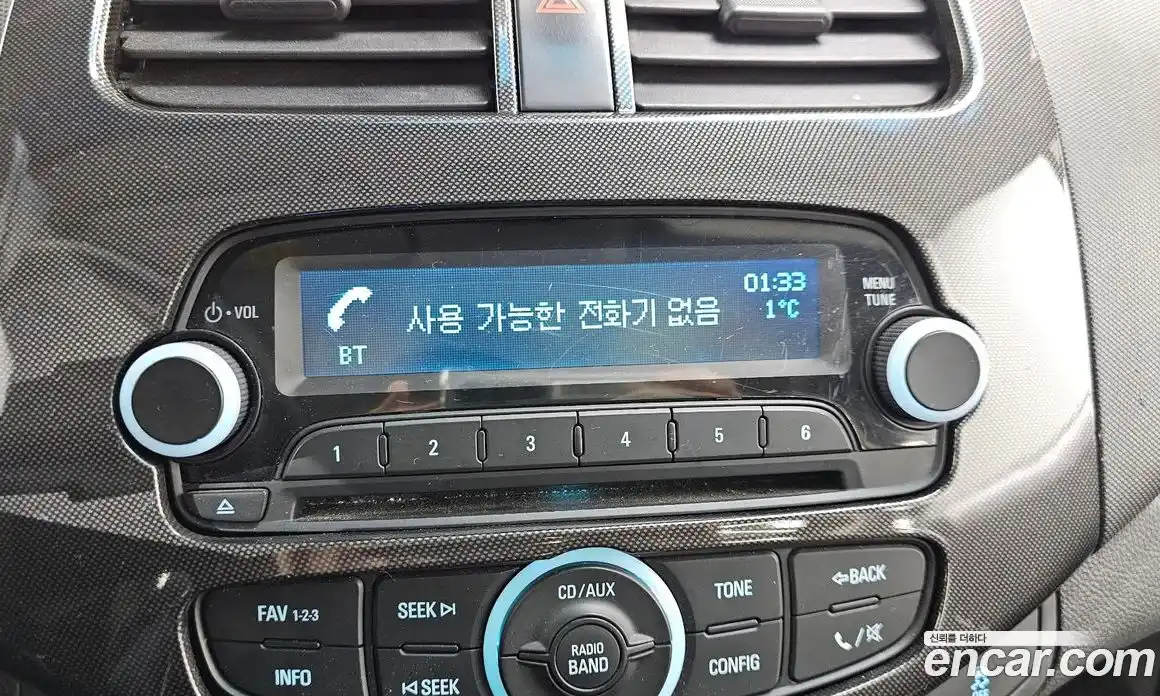 VOL
MENU
TUNE
01:33
1°C
사용 가능한 전화기 없음
BT
1 2 3 4 5 6
FAV 1-2-3
SEEK
CD/AUX
TONE
BACK
RADIO
BAND
INFO
SEEK
CONFIG
신뢰를 더하다
encar.com